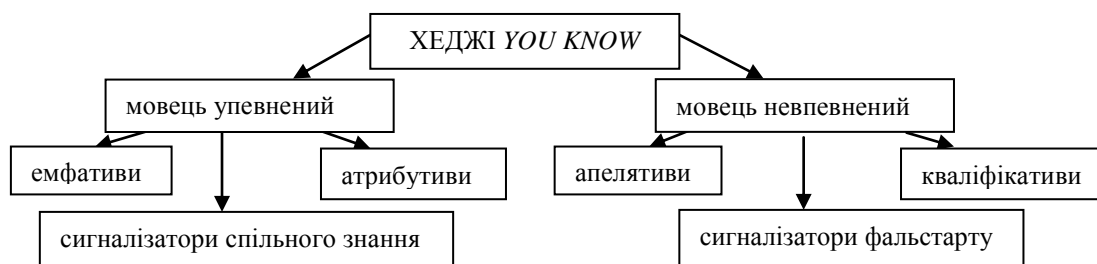 ХЕДЖІ YOU KNOW
мовець упевнений
мовець невпевнений
емфативи
атрибутиви
апелятиви
кваліфікативи
сигналізатори спільного знання
сигналізатори фальстарту